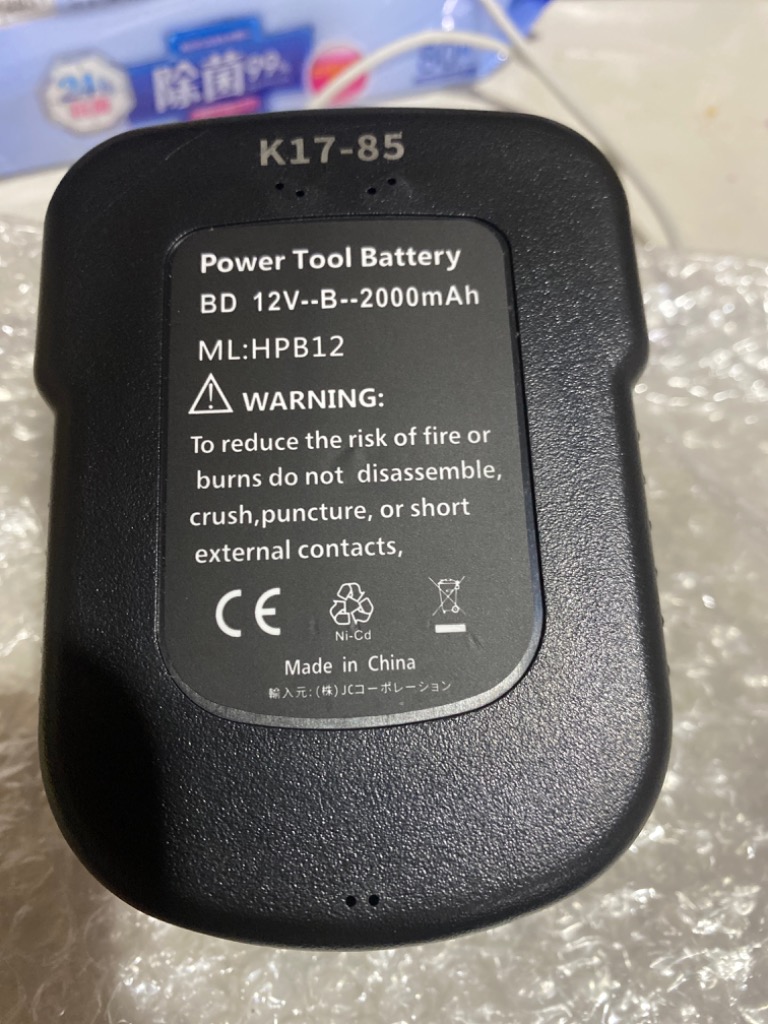 除菌99%
K17-85
Power Tool Battery
BD 12V--B--2000mAh
ML:HPB12
WARNING:
To reduce the risk of fire or
burns do not disassemble,
crush,puncture, or short
external contacts,
CE
Ni-Cd
Made in China
輸入元:(株)JCコーポレーション